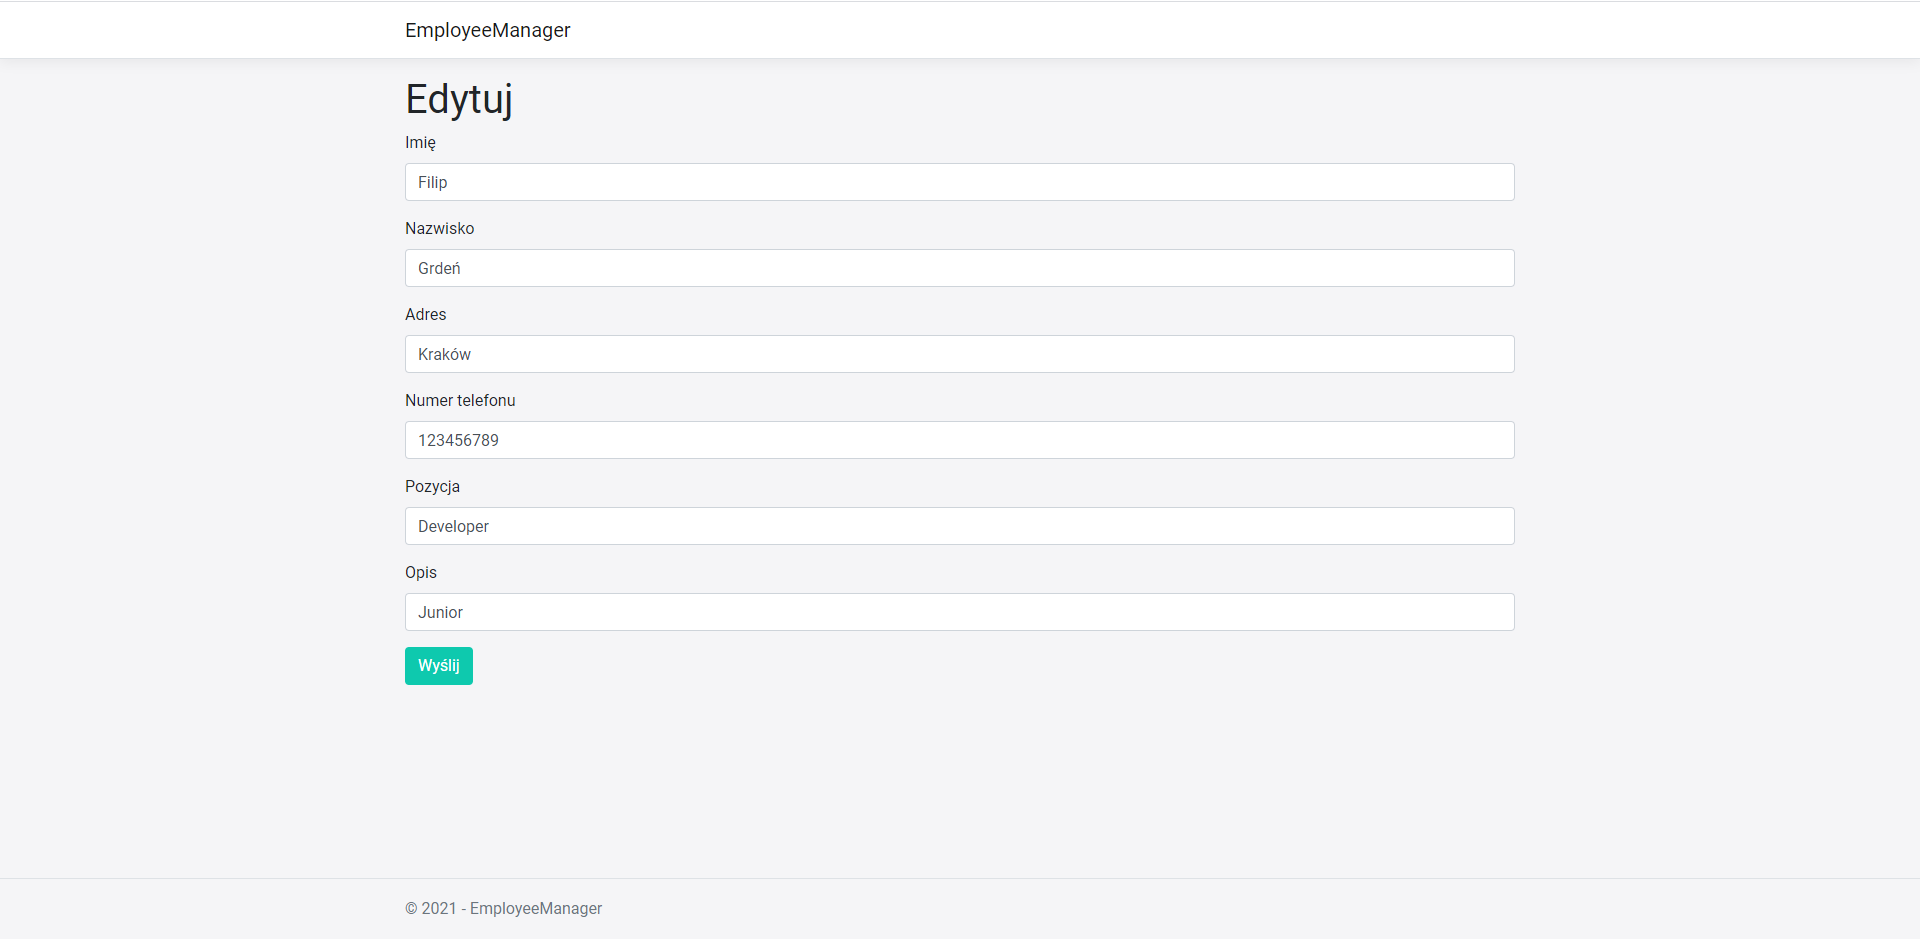 EmployeeManager
Edytuj
Imię
Filip
Nazwisko
Grdeń
Adres
Kraków
Numer telefonu
123456789
Pozycja
Developer
Opis
Junior
Wyślij
© 2021 - EmployeeManager